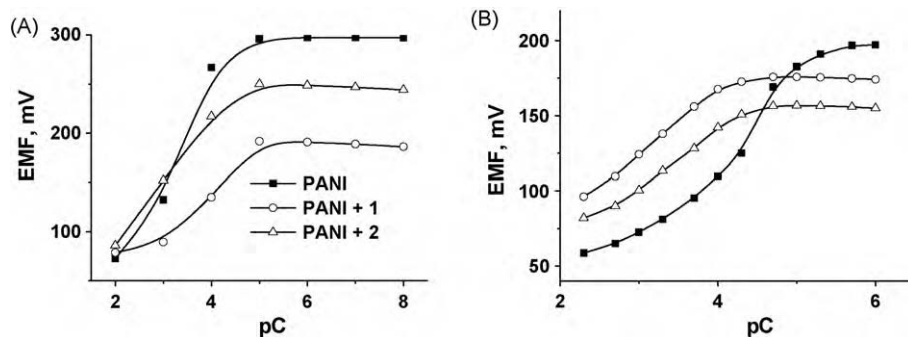 (A)
300
200
100
EMF, mV
PANI
PANI + 1
PANI + 2
2 4 6 8
pC
(B)
200
150
100
50
EMF, mV
2 4 6
pC